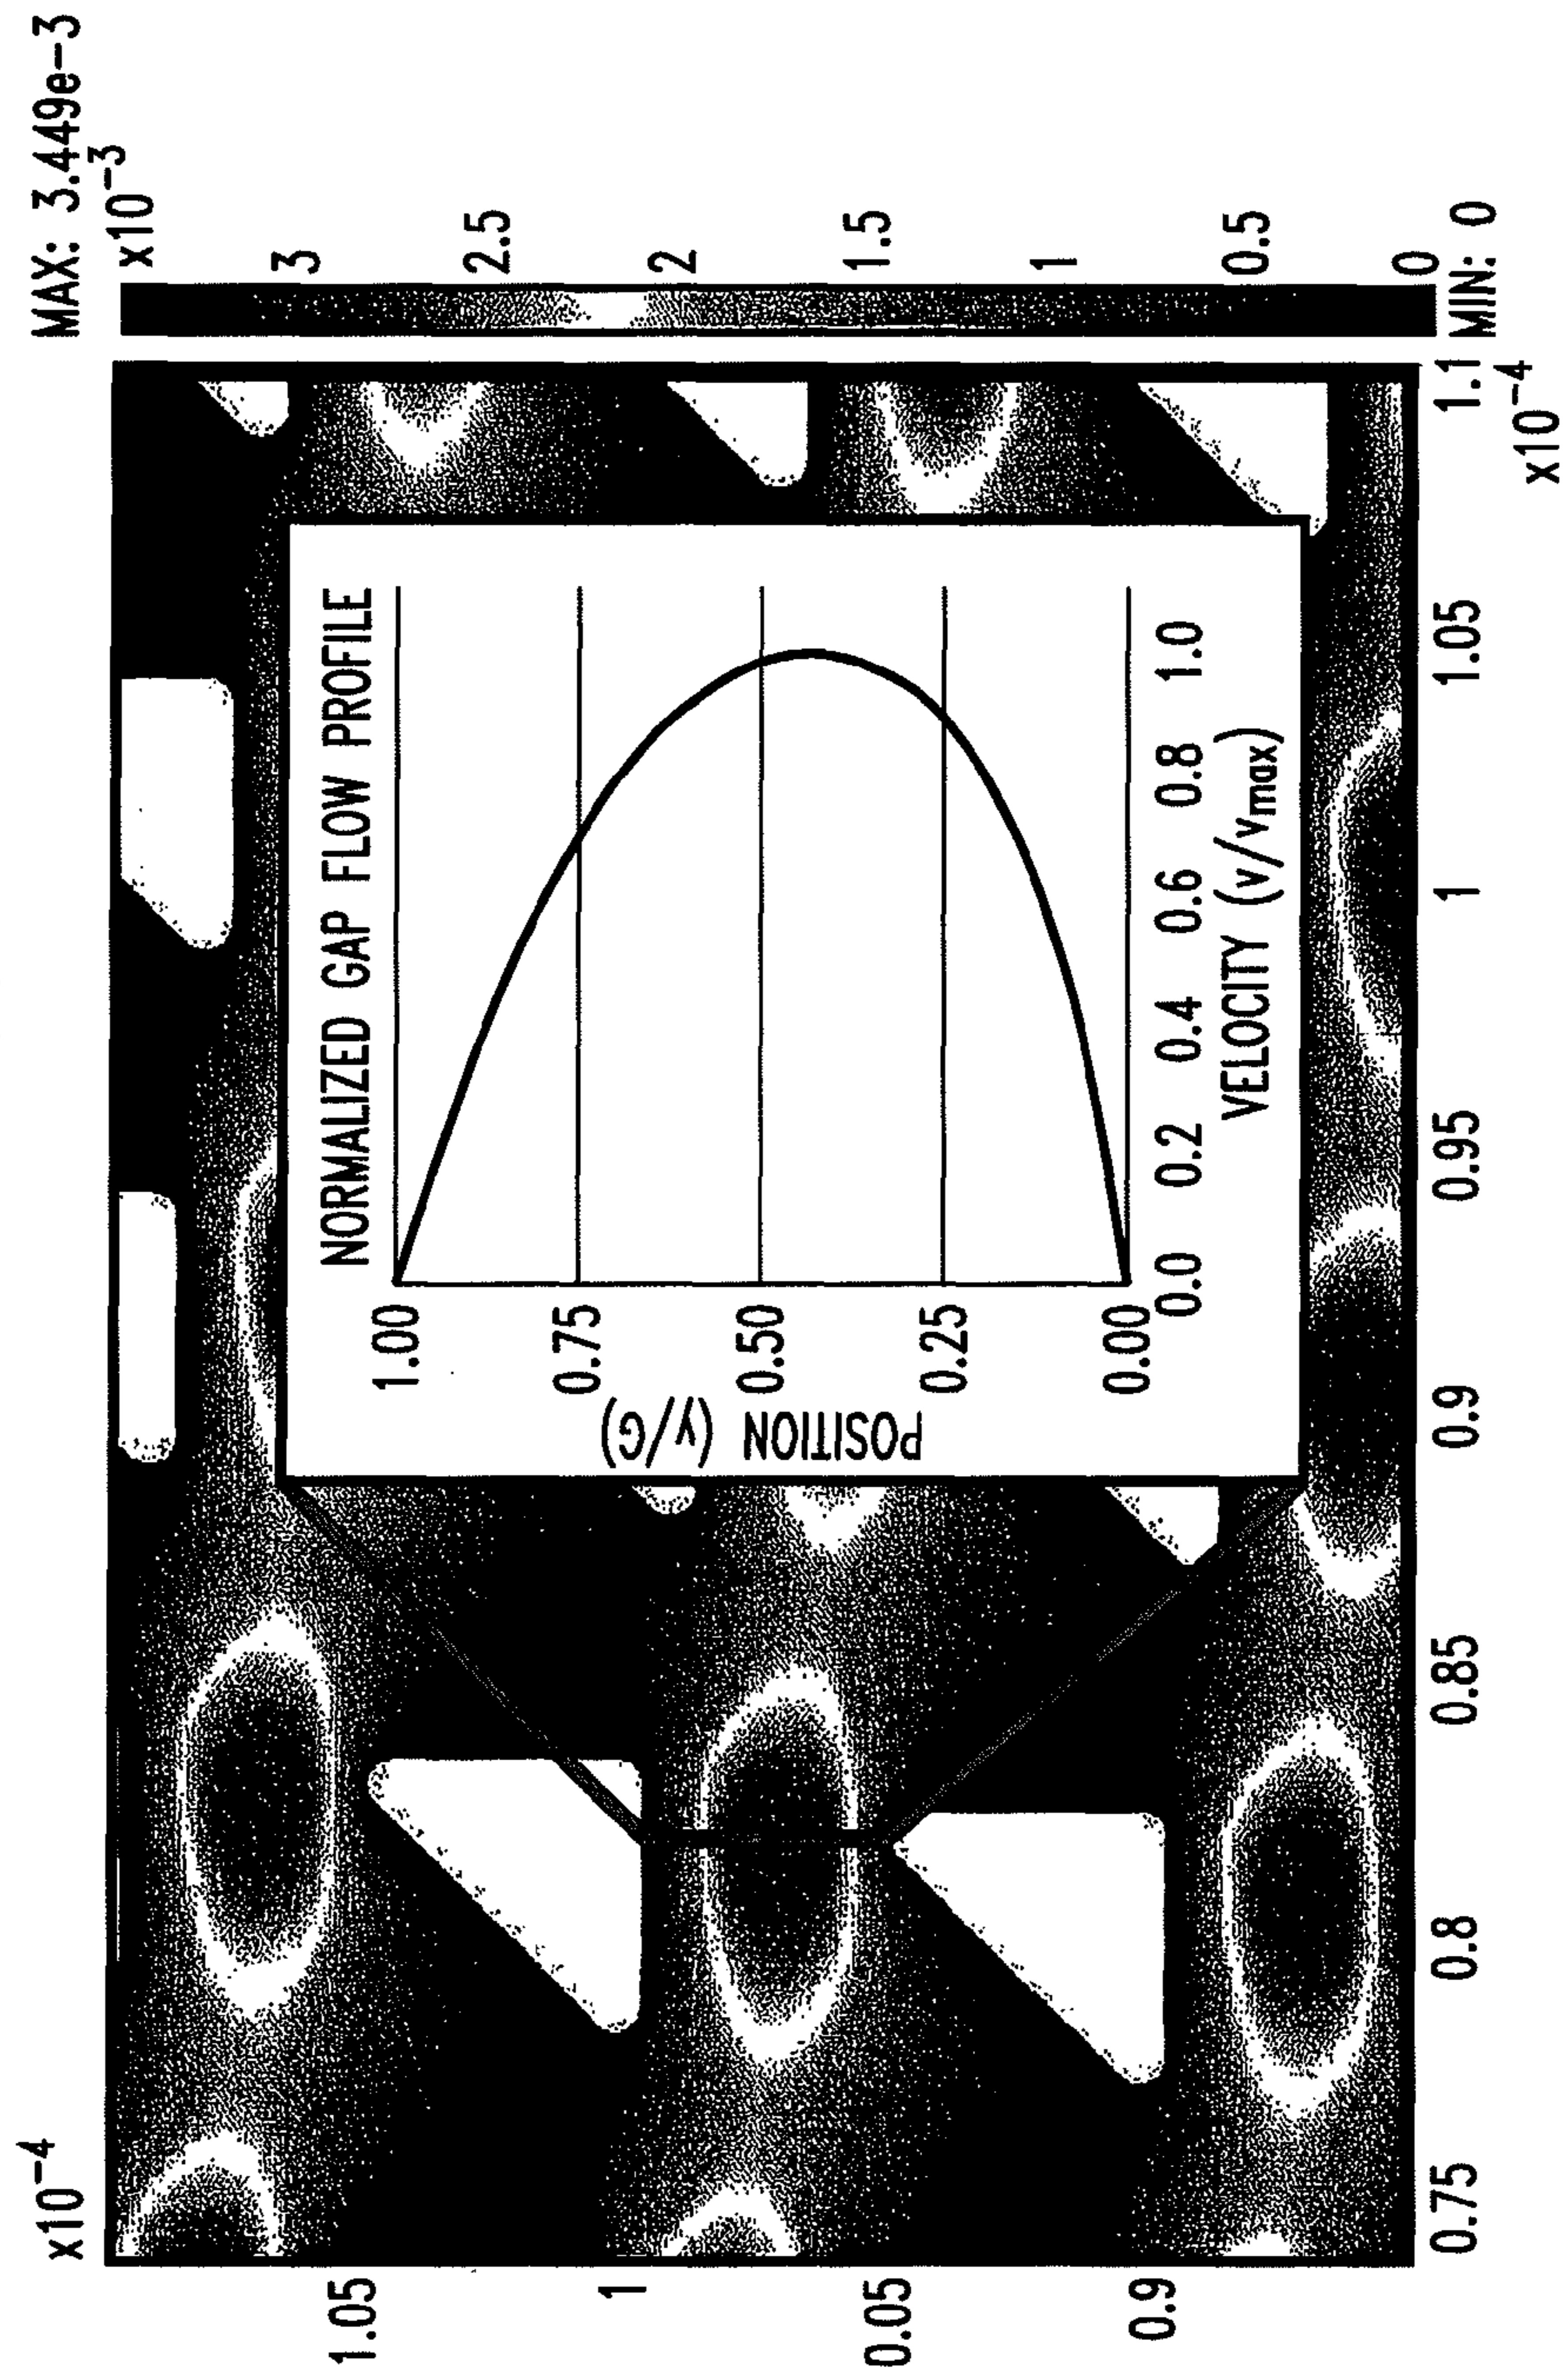 x10⁻⁴
MAX: 3.449e-3
x10⁻³
3
2.5
2
1.5
1
0.5
0
MIN: 0
1.05
1
0.05
0.9
NORMALIZED GAP FLOW PROFILE
POSITION (y/G)
1.00
0.75
0.50
0.25
0.00
0.0 0.2 0.4 0.6 0.8 1.0
VELOCITY (v/vmax)
0.75 0.8 0.85 0.9 0.95 1 1.05 1.1
x10⁻⁴